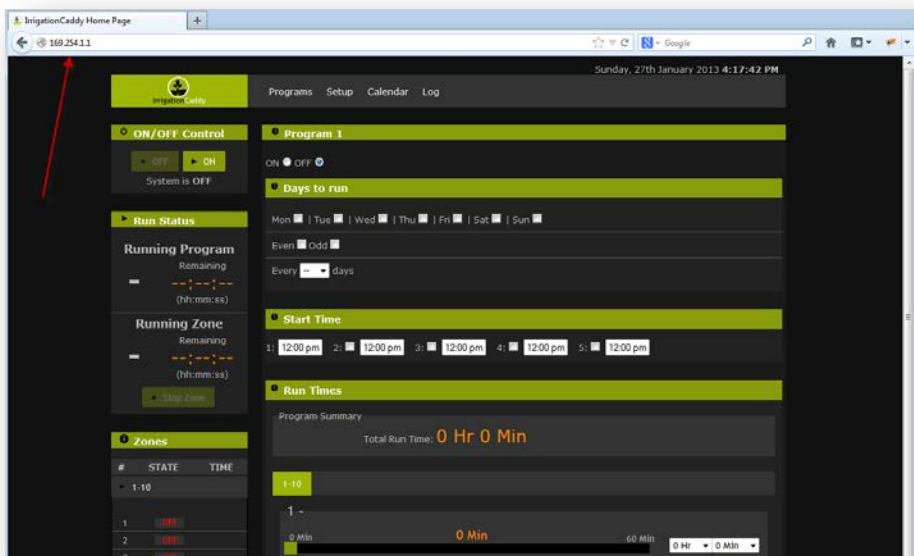 IrrigationCaddy Home Page
169.254.1.1
Google
Sunday, 27th January 2013 4:17:42 PM
IrrigationCaddy
Programs Setup Calendar Log
ON/OFF Control
OFF ON
System is OFF
Run Status
Running Program
Remaining
- --:--:--
(hh:mm:ss)
Running Zone
Remaining
- --:--:--
(hh:mm:ss)
Stop Zone
Zones
# STATE TIME
- 1-10
1 OFF
2 OFF
Program 1
ON OFF
Days to run
Mon | Tue | Wed | Thu | Fri | Sat | Sun
Even Odd
Every -- days
Start Time
1: 12:00 pm 2: 12:00 pm 3: 12:00 pm 4: 12:00 pm 5: 12:00 pm
Run Times
Program Summary
Total Run Time: 0 Hr 0 Min
1-10
1 -
0 Min 0 Min 60 Min 0 Hr 0 Min